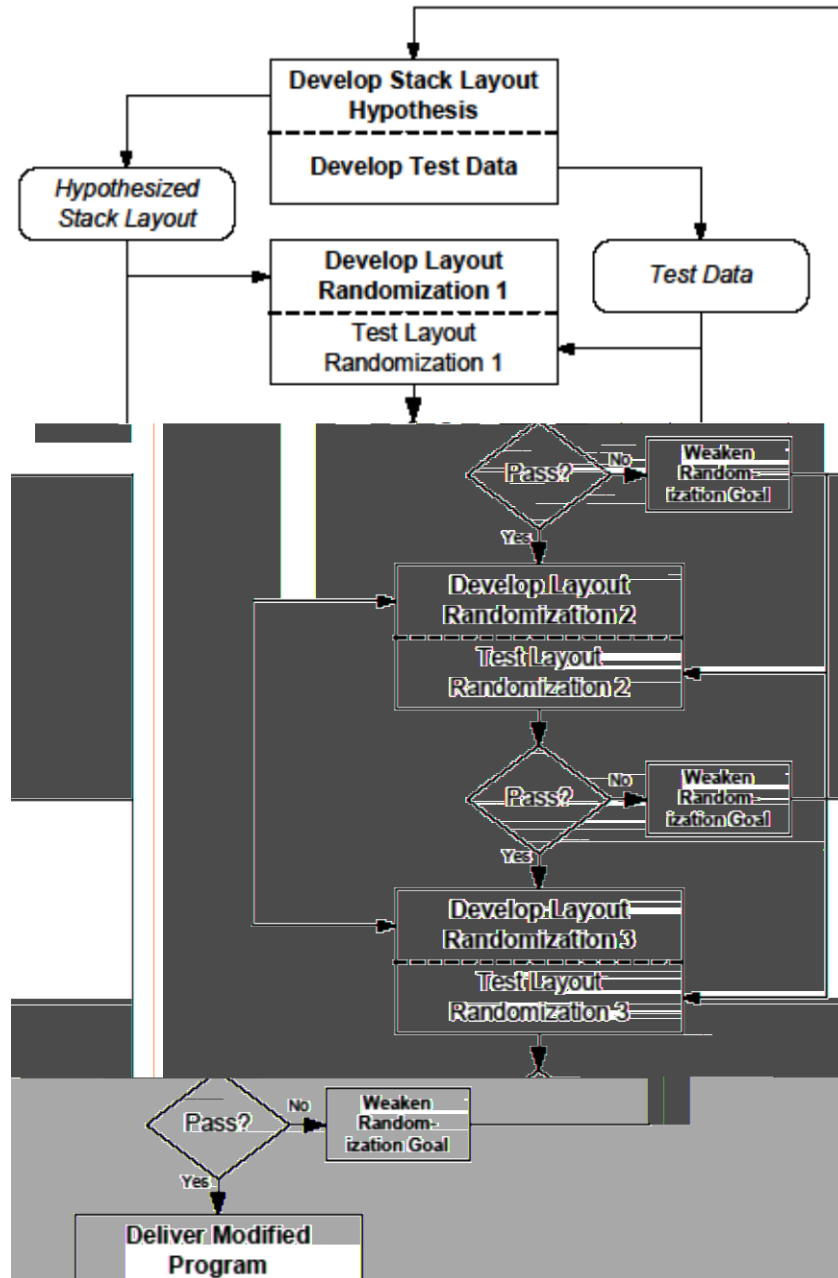 Develop Stack Layout
Hypothesis
Develop Test Data
Hypothesized
Stack Layout
Develop Layout
Randomization 1
Test Data
Test Layout
Randomization 1
Pass?
No
Weaken
Random-
ization Goal
Yes
Develop Layout
Randomization 2
Test Layout
Randomization 2
Pass?
No
Weaken
Random-
ization Goal
Yes
Develop Layout
Randomization 3
Test Layout
Randomization 3
Pass?
No
Weaken
Random-
ization Goal
Yes
Deliver Modified
Program